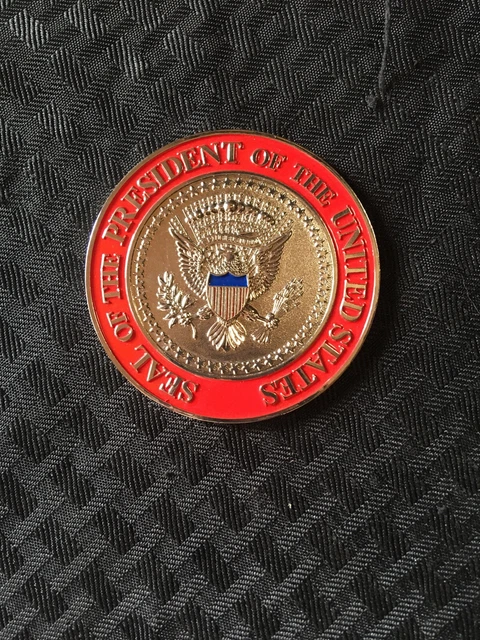 SEAL OF THE PRESIDENT OF THE UNITED STATES